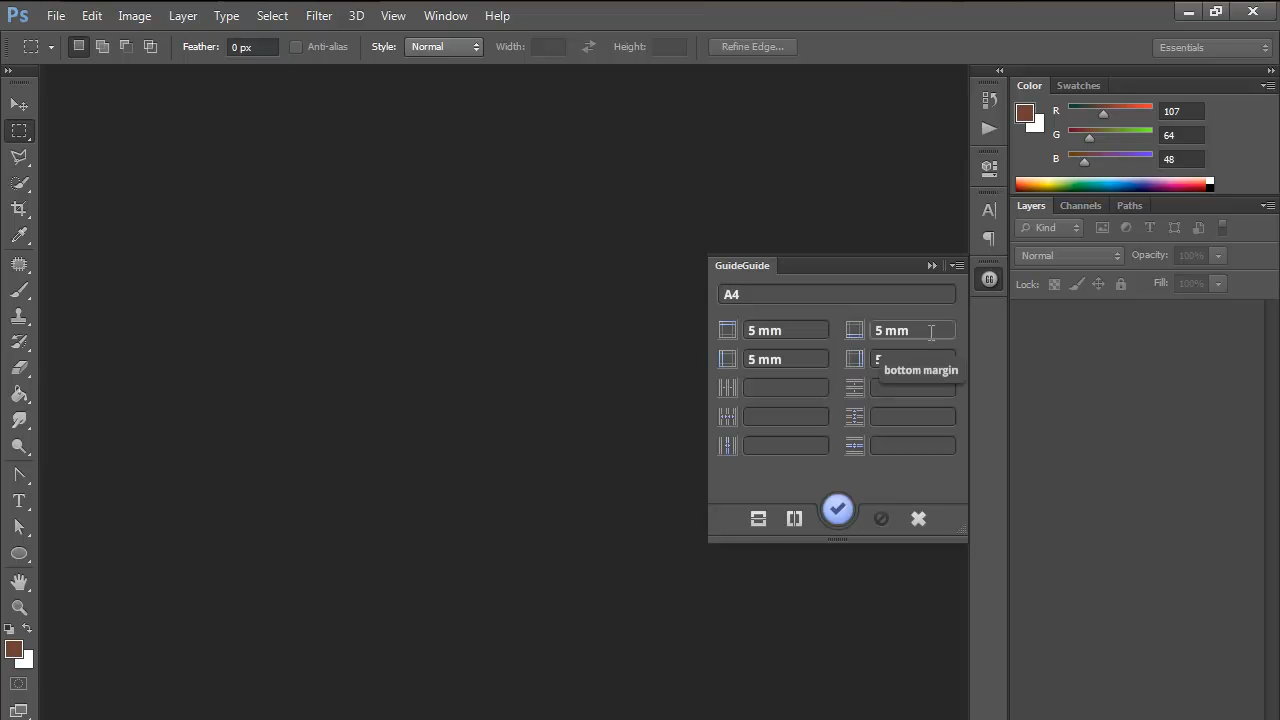 Ps File Edit Image Layer Type Select Filter 3D View Window Help
Feather: 0 px Anti-alias Style: Normal Width: Height: Refine Edge... Essentials
Color Swatches
R 107
G 64
B 48
Layers Channels Paths
Kind
Normal Opacity: 100%
Lock: Fill: 100%
GuideGuide
A4
5 mm 5 mm
5 mm 5
bottom margin